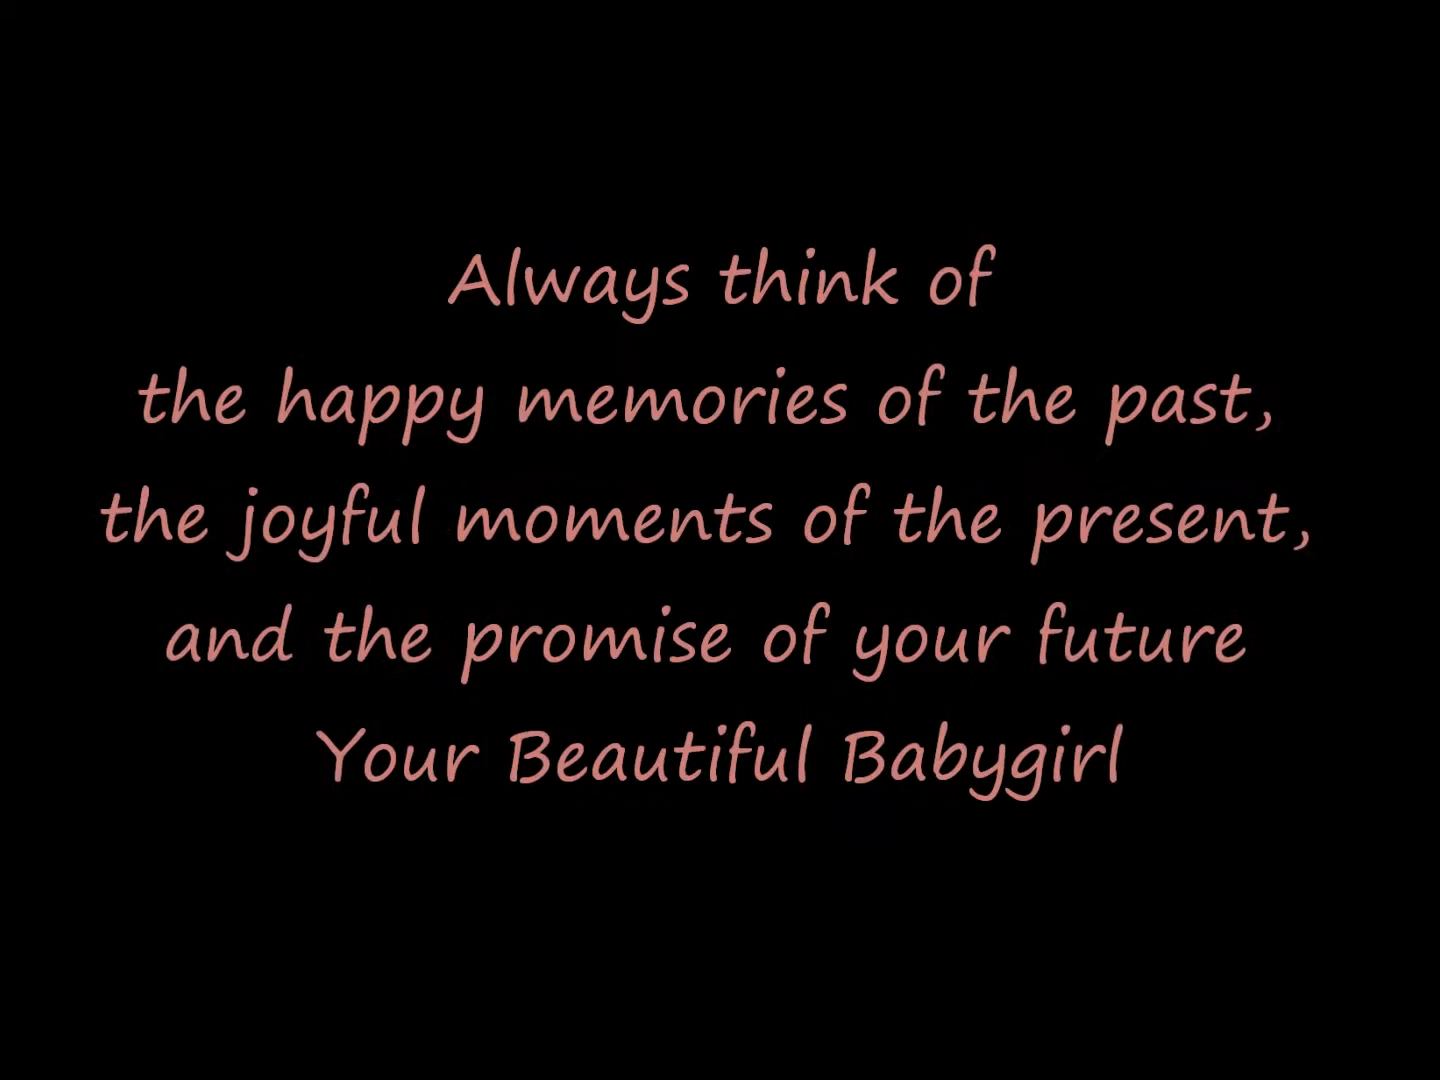 Always think of
the happy memories of the past,
the joyful moments of the present,
and the promise of your future
Your Beautiful Babygirl